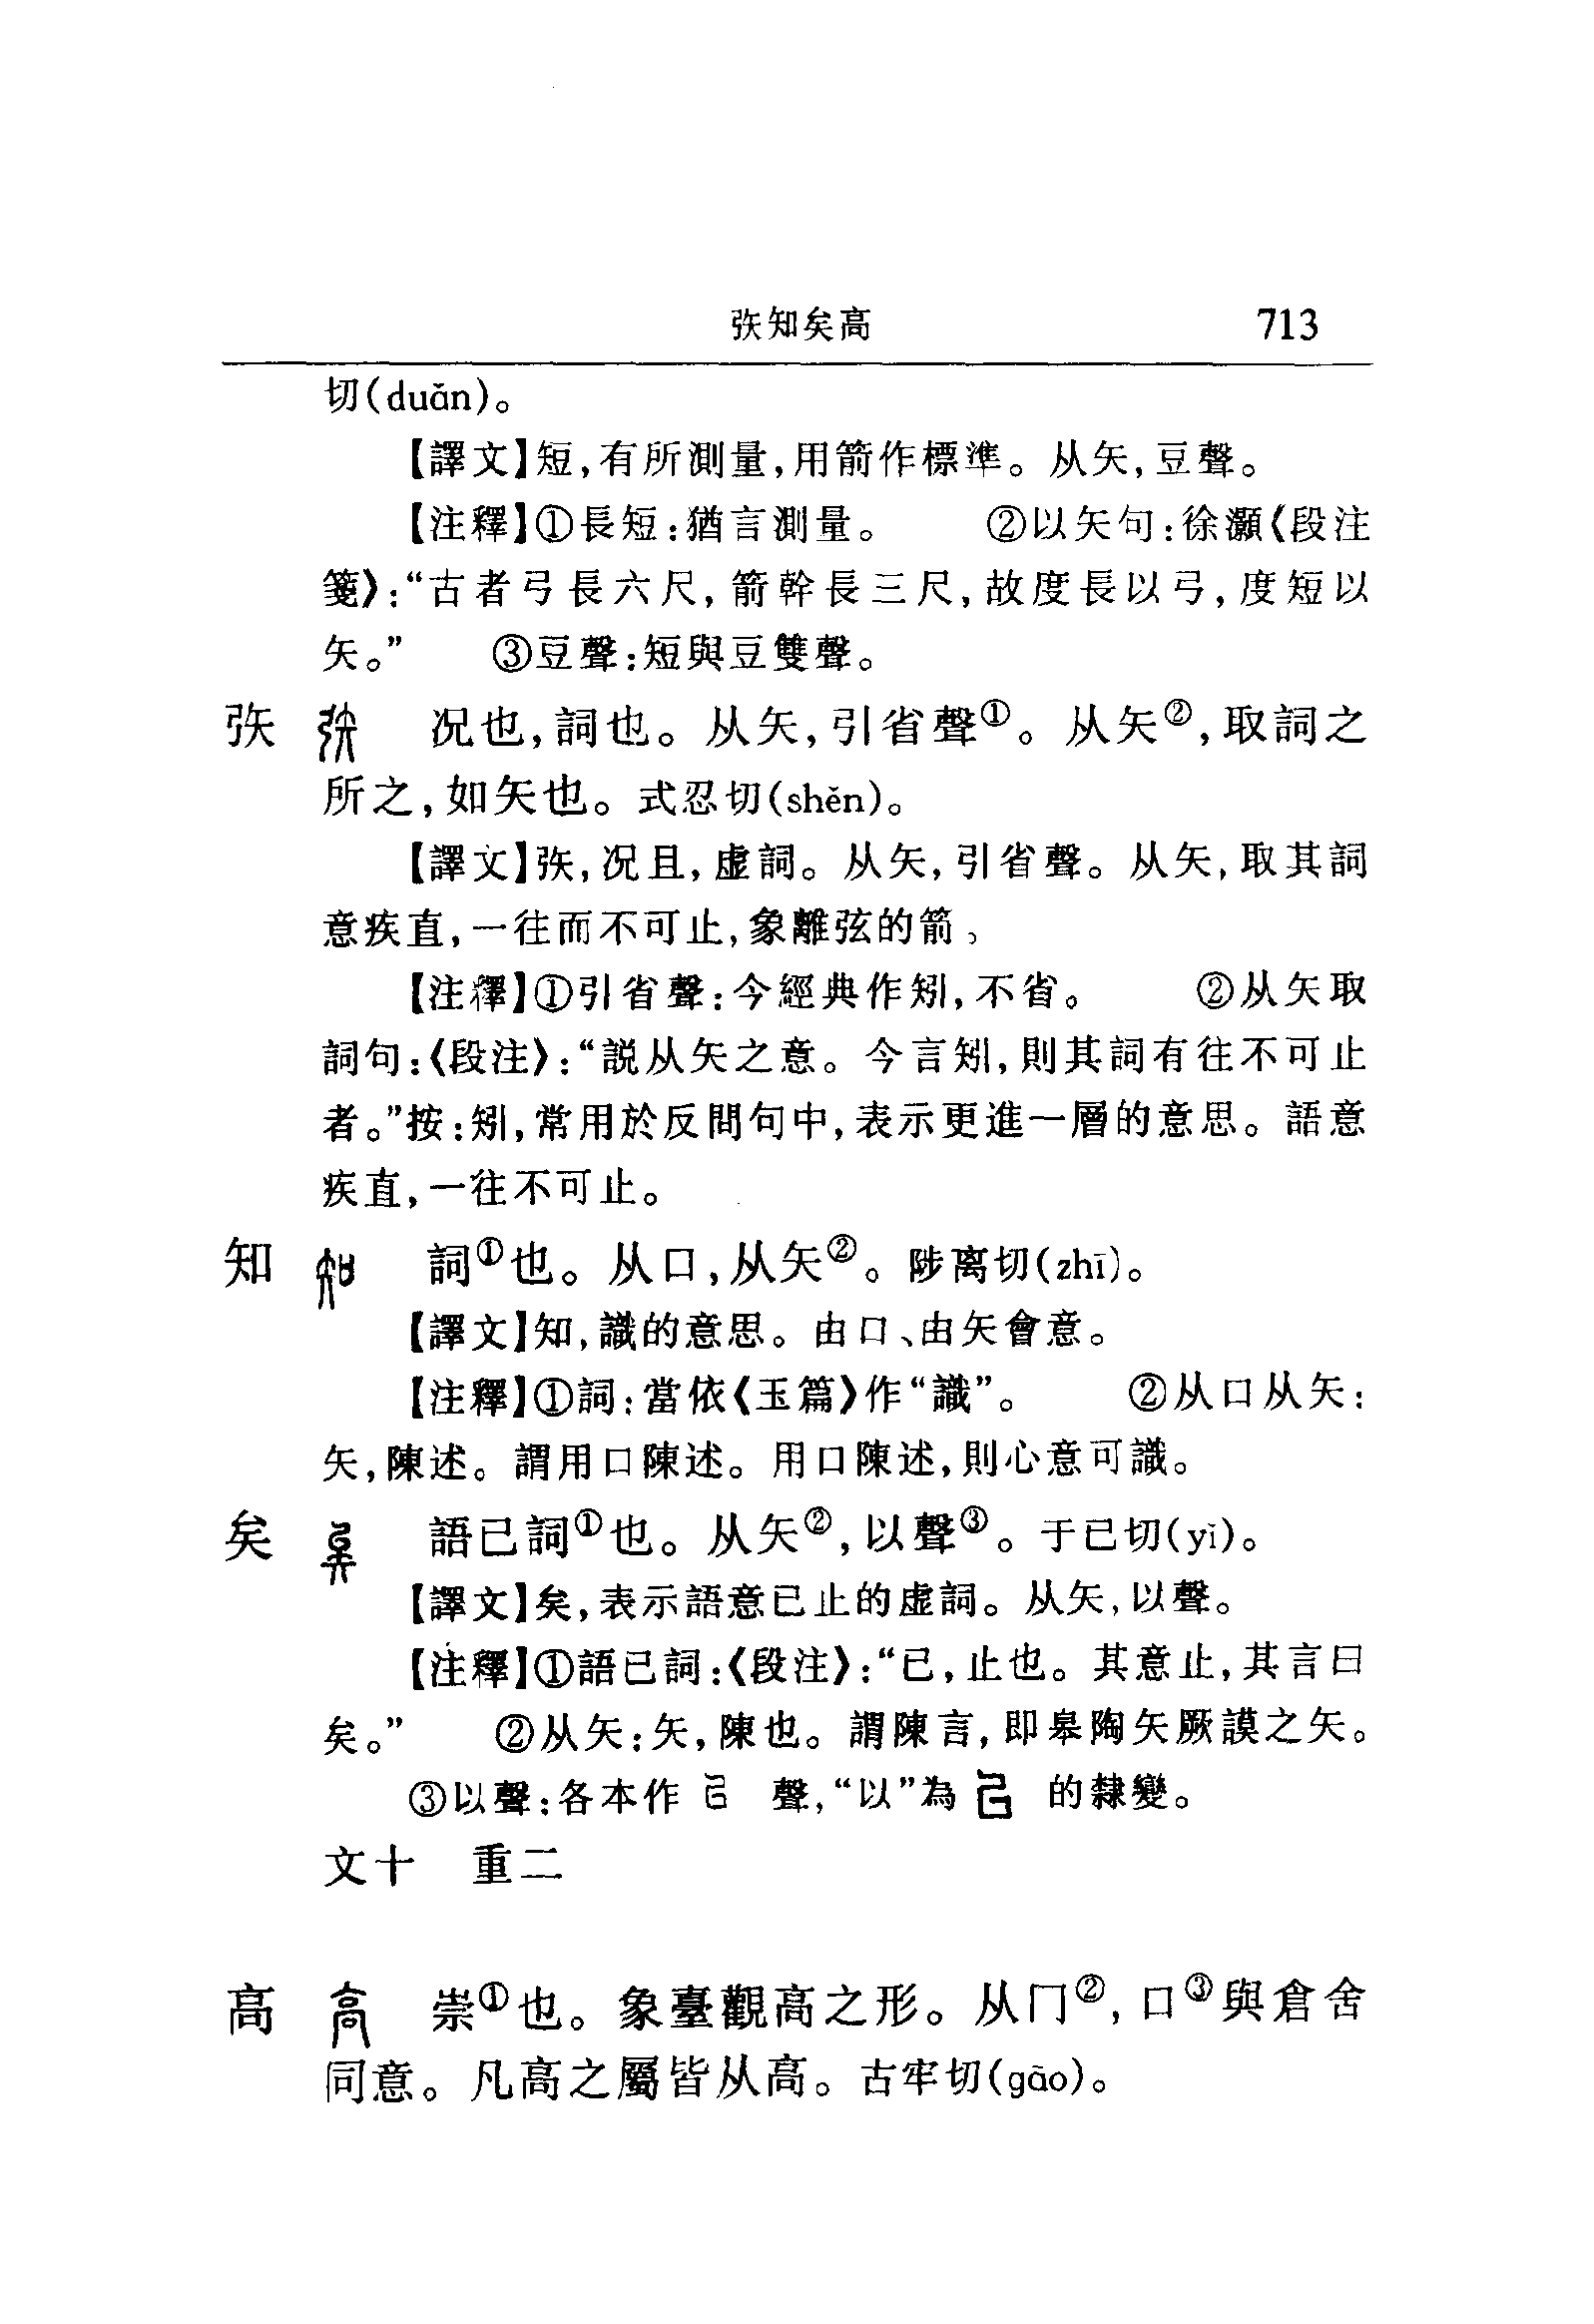 㢧知矣高 713
切(duǎn)。
【譯文】短,有所測量,用箭作標準。从矢,豆聲。
【注釋】①長短:猶言測量。 ②以矢句:徐灝《段注
箋》:“古者弓長六尺,箭幹長三尺,故度長以弓,度短以
矢。” ③豆聲:短與豆雙聲。
㢧 况也,詞也。从矢,引省聲①。从矢②,取詞之
所之,如矢也。式忍切(shěn)。
【譯文】㢧,况且,虛詞。从矢,引省聲。从矢,取其詞
意疾直,一往而不可止,象離弦的箭。
【注釋】①引省聲:今經典作矧,不省。 ②从矢取
詞句:《段注》:“説从矢之意。今言矧,則其詞有往不可止
者。”按:矧,常用於反問句中,表示更進一層的意思。語意
疾直,一往不可止。
知 詞①也。从口,从矢②。陟离切(zhī)。
【譯文】知,識的意思。由口、由矢會意。
【注釋】①詞:當依《玉篇》作“識”。 ②从口从矢:
矢,陳述。謂用口陳述。用口陳述,則心意可識。
矣 語已詞①也。从矢②,以聲③。于已切(yǐ)。
【譯文】矣,表示語意已止的虛詞。从矢,以聲。
【注釋】①語已詞:《段注》:“已,止也。其意止,其言曰
矣。” ②从矢:矢,陳也。謂陳言,即皋陶矢厥謨之矢。
③以聲:各本作 㠯 聲,“以”為 㠯 的隸變。
文十 重二
高 崇①也。象臺觀高之形。从冂②,口③與倉舍
同意。凡高之屬皆从高。古牢切(gāo)。